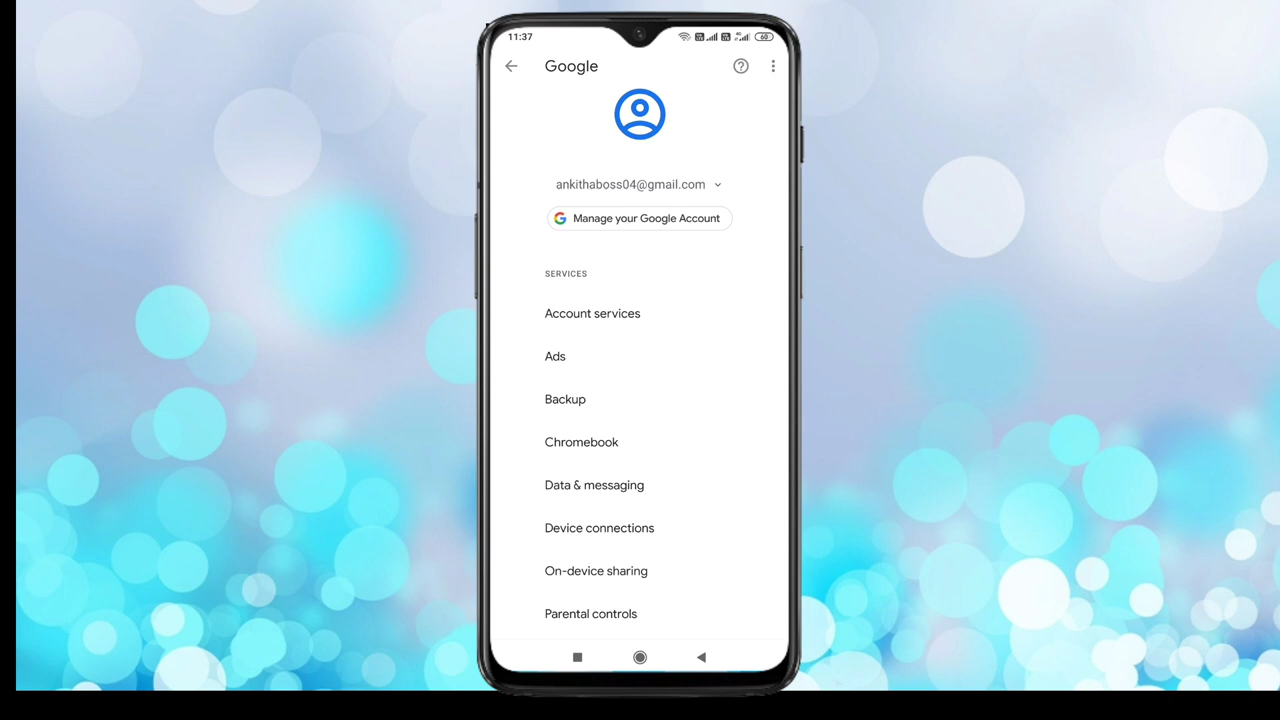 11:37
60
Google
ankithaboss04@gmail.com
Manage your Google Account
SERVICES
Account services
Ads
Backup
Chromebook
Data & messaging
Device connections
On-device sharing
Parental controls